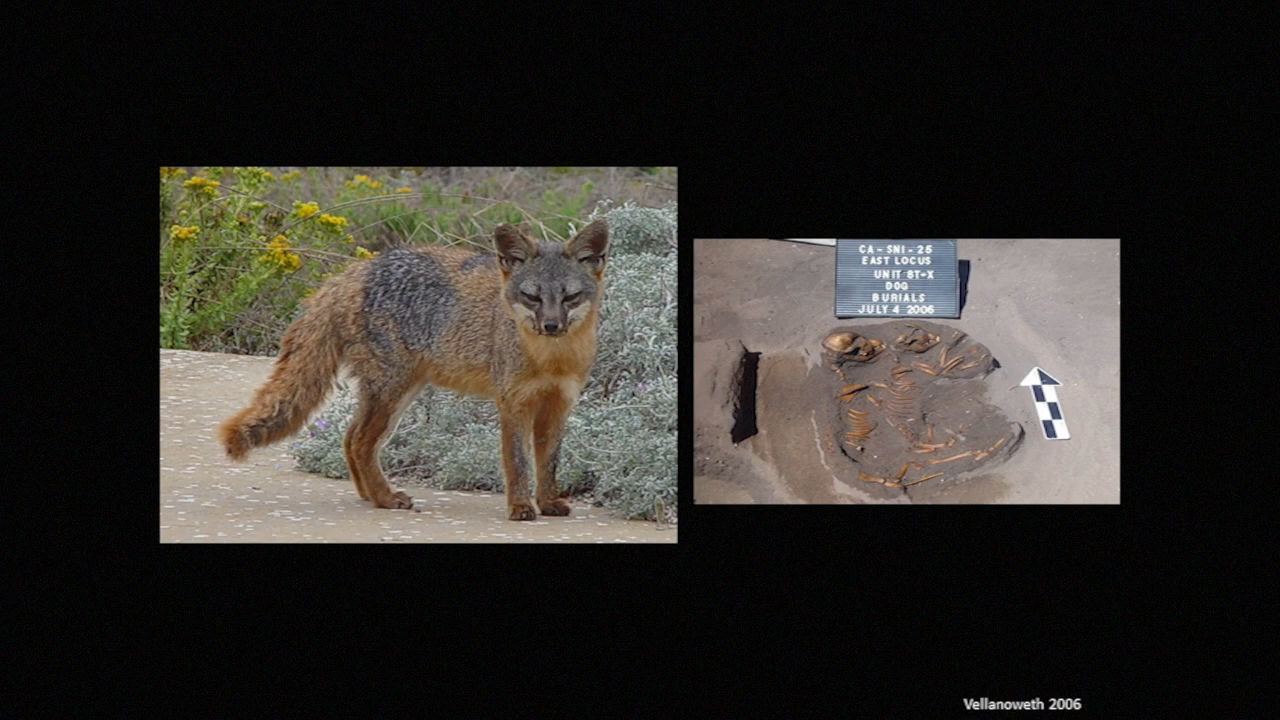 CA-SNI-25
EAST LOCUS
UNIT 8T-X
DOG
BURIALS
JULY 4 2006
Vellanoweth 2006